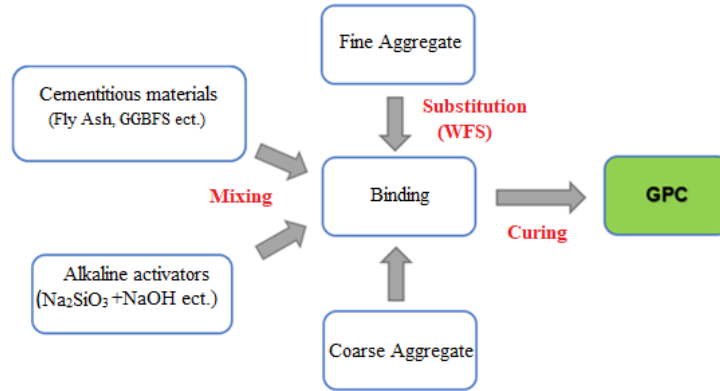 Fine Aggregate
Cementitious materials
(Fly Ash, GGBFS ect.)
Substitution
(WFS)
Mixing
Binding
GPC
Curing
Alkaline activators
(Na₂SiO₃ +NaOH ect.)
Coarse Aggregate